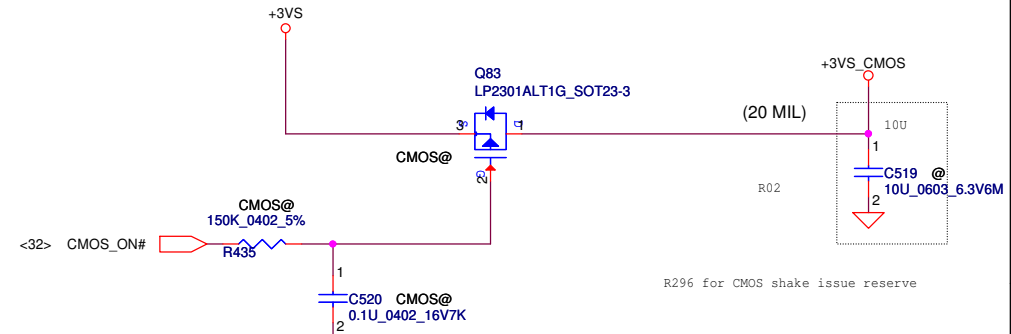 +3VS
Q83
LP2301ALT1G_SOT23-3
+3VS_CMOS
(20 MIL)
10U
3
S
D
1
CMOS@
G
2
1
C519 @
10U_0603_6.3V6M
2
R02
CMOS@
150K_0402_5%
<32> CMOS_ON#
R435
R296 for CMOS shake issue reserve
1
C520 CMOS@
0.1U_0402_16V7K
2